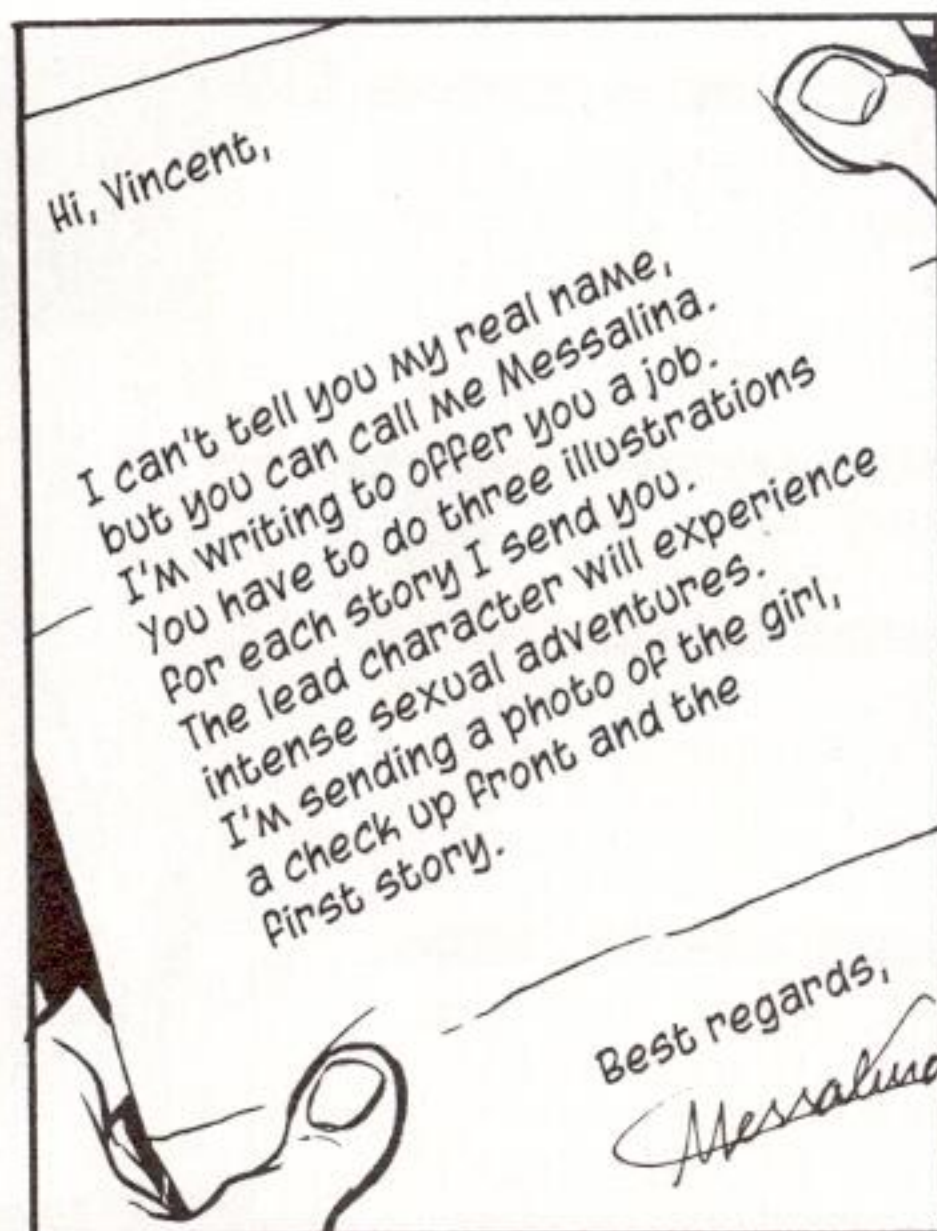 Hi, Vincent,
I can't tell you my real name,
but you can call me Messalina.
I'm writing to offer you a job.
You have to do three illustrations
for each story I send you.
The lead character will experience
intense sexual adventures.
I'm sending a photo of the girl,
a check up front and the
first story.
Best regards,
Messalina